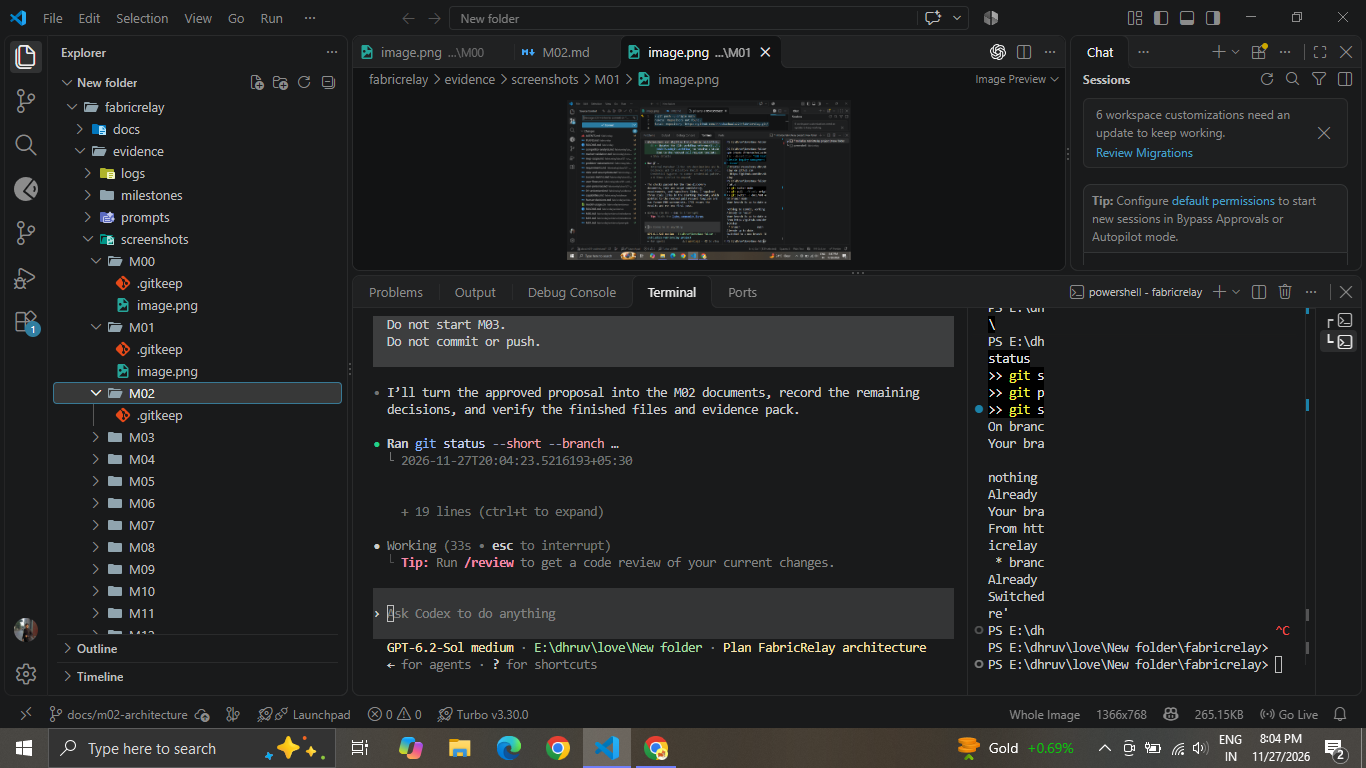 File Edit Selection View Go Run ···
New folder
Explorer
New folder
fabricrelay
docs
evidence
logs
milestones
prompts
screenshots
M00
.gitkeep
image.png
M01
.gitkeep
image.png
M02
.gitkeep
M03
M04
M05
M06
M07
M08
M09
M10
M11
Outline
Timeline
image.png ...\M00
M02.md
image.png ...\M01
fabricrelay > evidence > screenshots > M01 > image.png
Image Preview
Problems Output Debug Console Terminal Ports
powershell - fabricrelay
Do not start M03.
Do not commit or push.
• I’ll turn the approved proposal into the M02 documents, record the remaining
decisions, and verify the finished files and evidence pack.
• Ran git status --short --branch …
└ 2026-11-27T20:04:23.5216193+05:30
+ 19 lines (ctrl+t to expand)
• Working (33s • esc to interrupt)
└ Tip: Run /review to get a code review of your current changes.
› Ask Codex to do anything
GPT-6.2-Sol medium · E:\dhruv\love\New folder · Plan FabricRelay architecture
← for agents · ? for shortcuts
\
PS E:\dh
status
>> git s
>> git p
>> git s
On branc
Your bra
nothing
Already
Your bra
From htt
icrelay
* branc
Already
Switched
re'
PS E:\dh ^C
PS E:\dhruv\love\New folder\fabricrelay>
PS E:\dhruv\love\New folder\fabricrelay>
Chat
Sessions
6 workspace customizations need an
update to keep working.
Review Migrations
Tip: Configure default permissions to start
new sessions in Bypass Approvals or
Autopilot mode.
1
docs/m02-architecture
Launchpad
0 0
Turbo v3.30.0
Whole Image
1366x768
265.15KB
Go Live
Type here to search
Gold +0.69%
ENG
IN
8:04 PM
11/27/2026
2